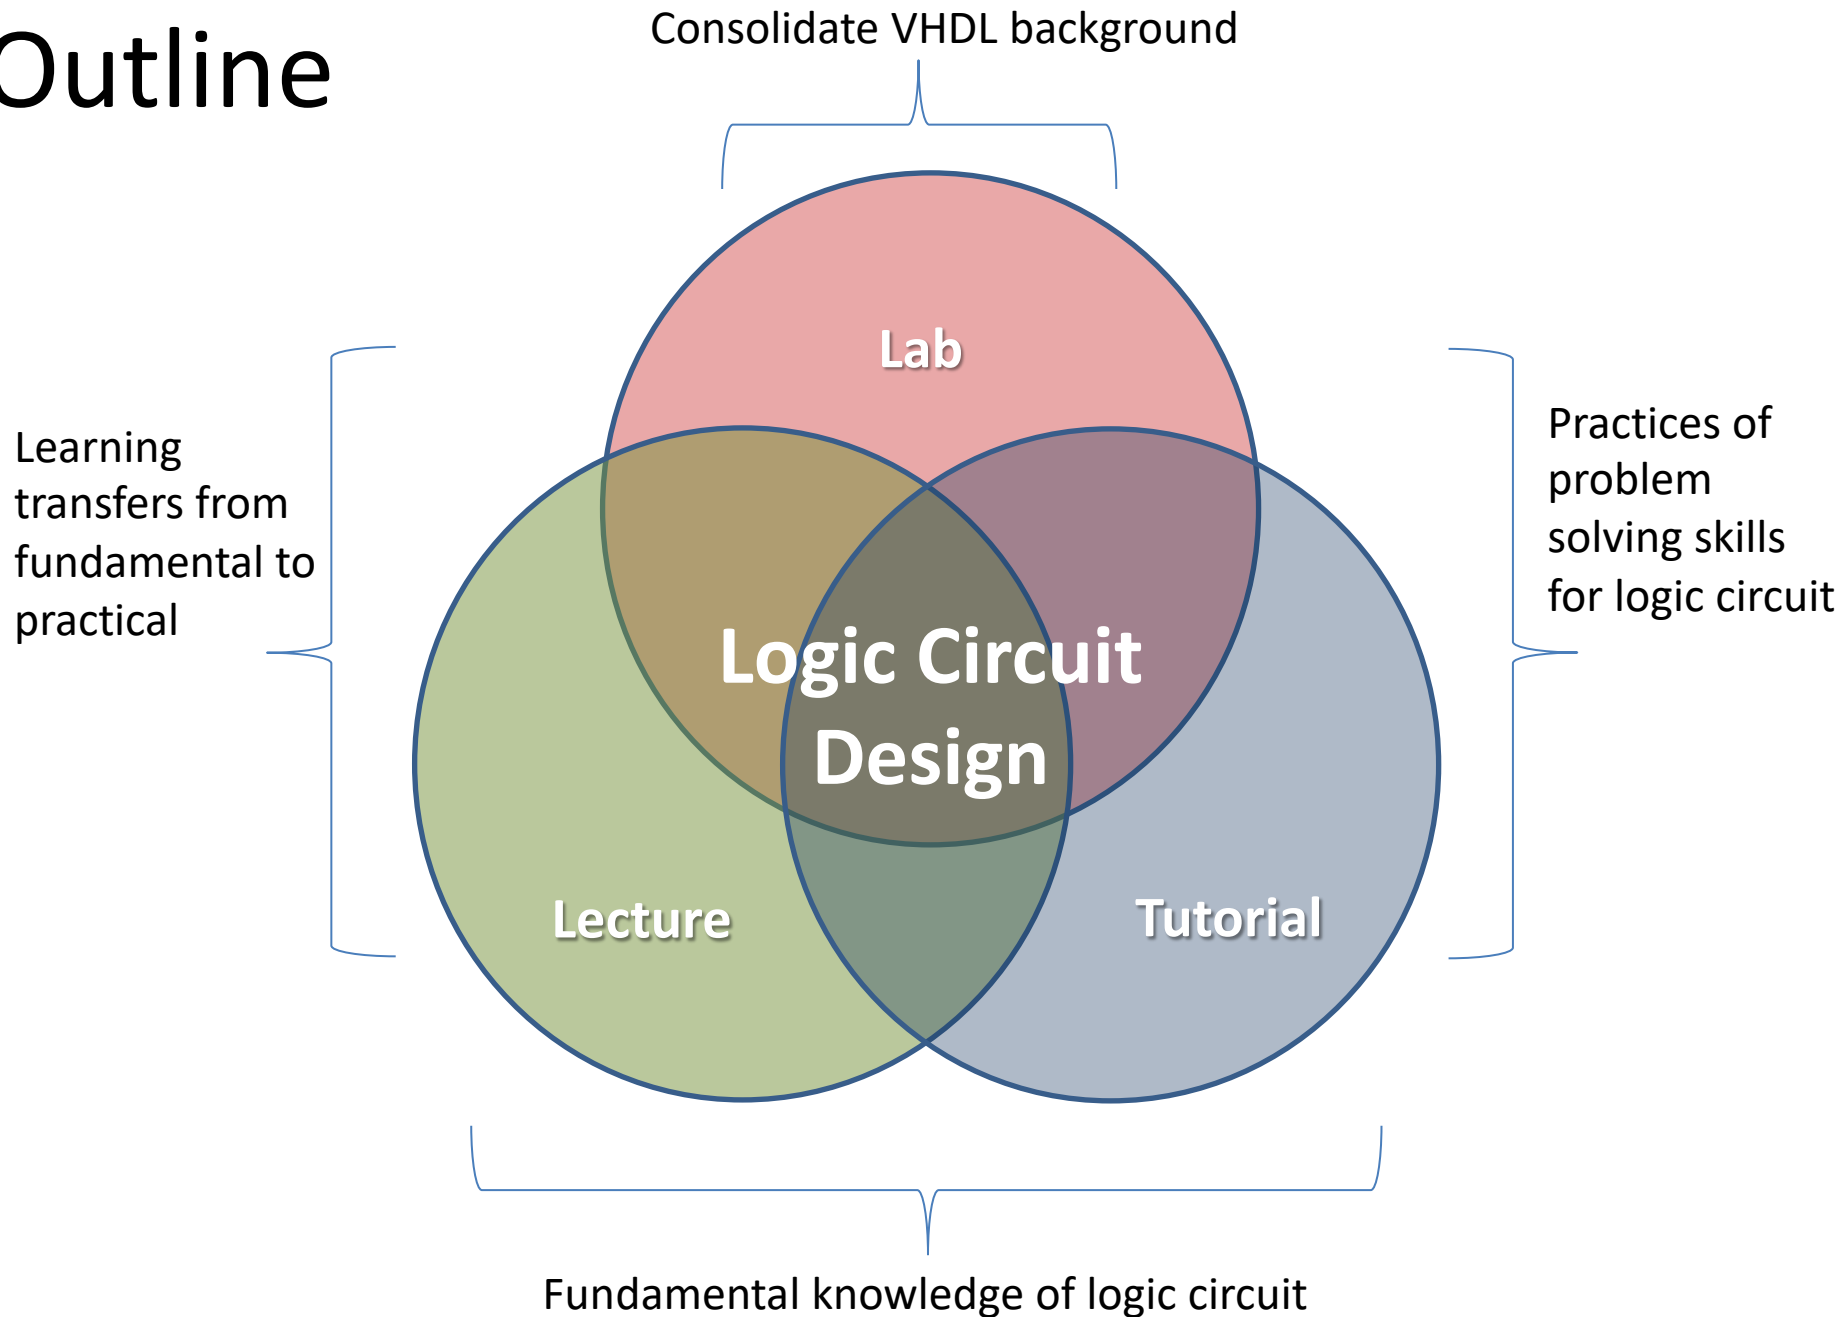 Outline
Consolidate VHDL background
Lab
Learning
transfers from
fundamental to
practical
Practices of
problem
solving skills
for logic circuit
Logic Circuit
Design
Lecture
Tutorial
Fundamental knowledge of logic circuit